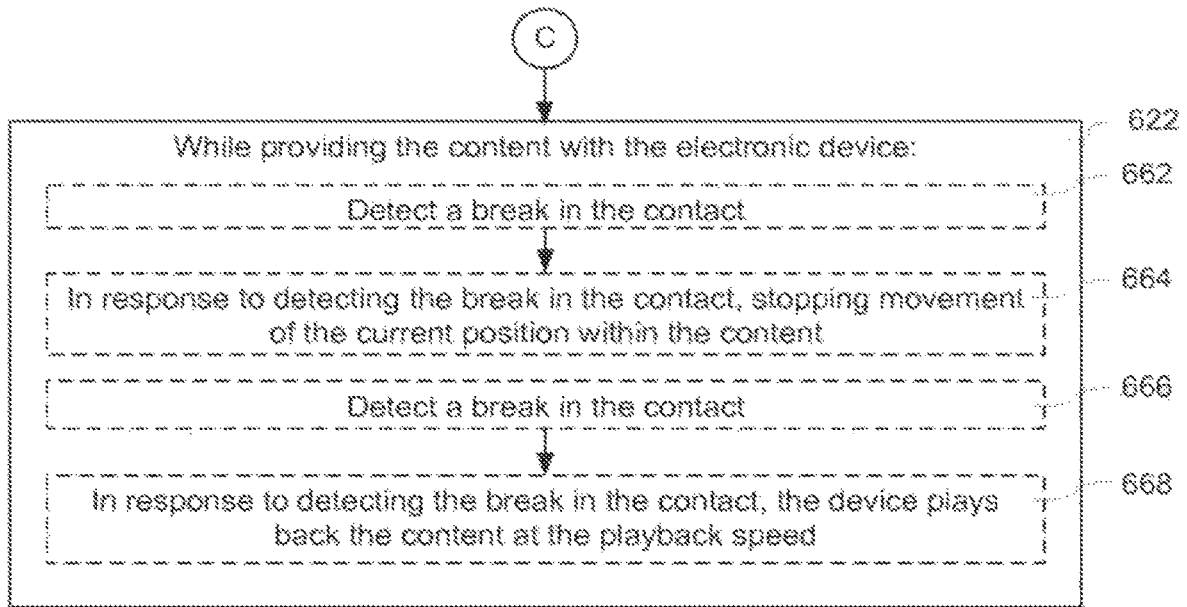 C
While providing the content with the electronic device:
622
662
Detect a break in the contact
664
In response to detecting the break in the contact, stopping movement
of the current position within the content
666
Detect a break in the contact
668
In response to detecting the break in the contact, the device plays
back the content at the playback speed